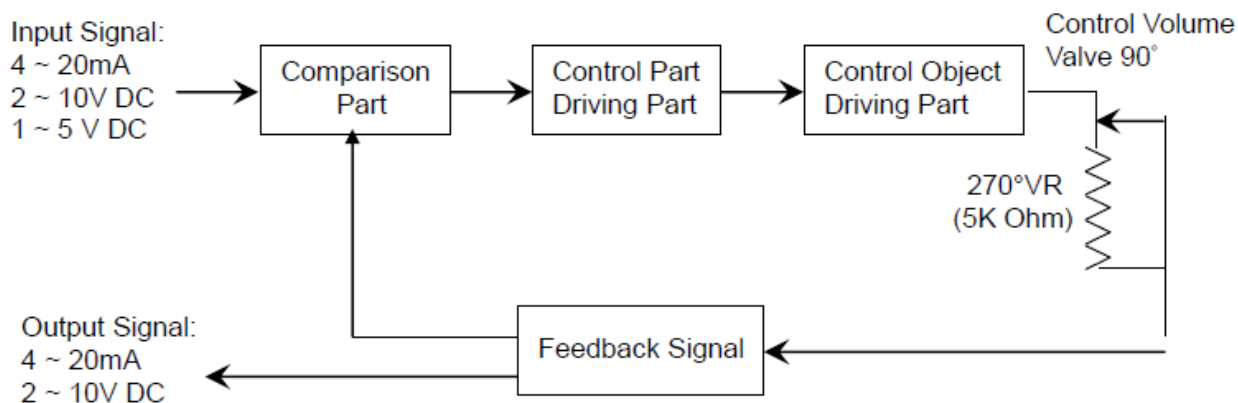 Input Signal:
4 ~ 20mA
2 ~ 10V DC
1 ~ 5 V DC
Comparison
Part
Control Part
Driving Part
Control Object
Driving Part
Control Volume
Valve 90°
270°VR
(5K Ohm)
Feedback Signal
Output Signal:
4 ~ 20mA
2 ~ 10V DC